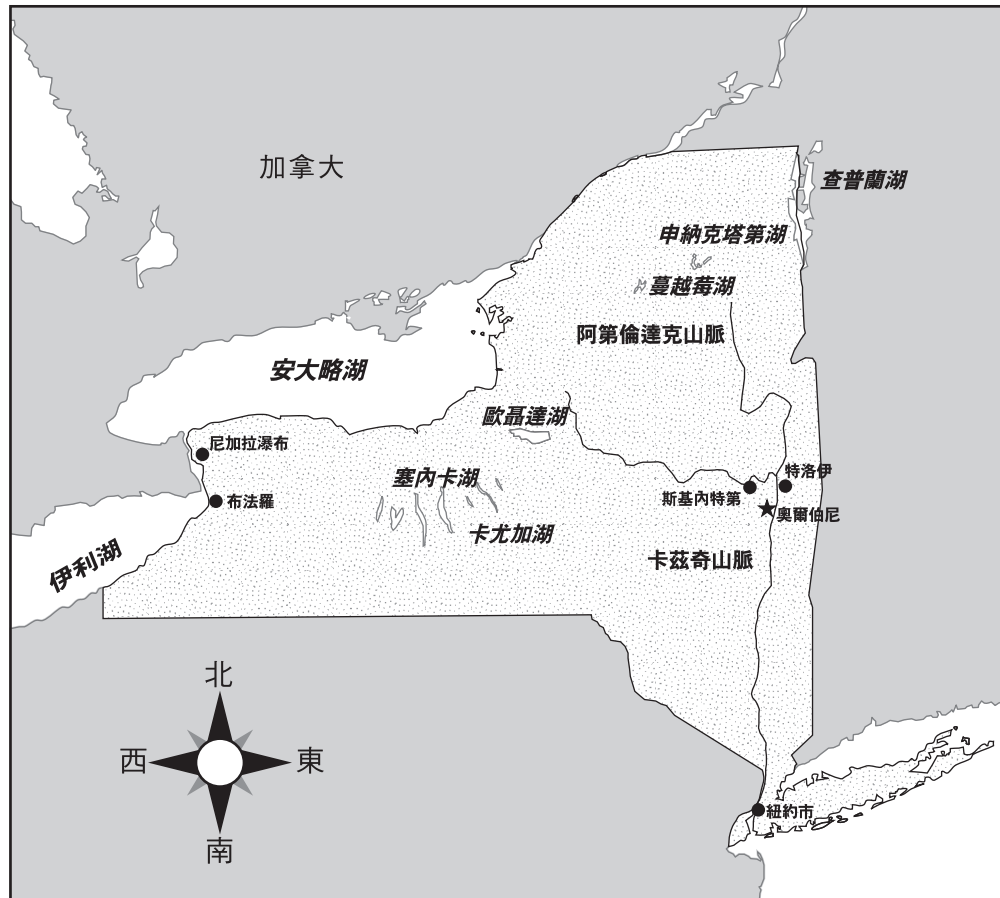 加拿大
查普蘭湖
申納克塔第湖
蔓越莓湖
阿第倫達克山脈
安大略湖
歐聶達湖
尼加拉瀑布
塞內卡湖
特洛伊
斯基內特第
布法羅
奧爾伯尼
卡尤加湖
伊利湖
卡茲奇山脈
北
西
東
南
紐約市